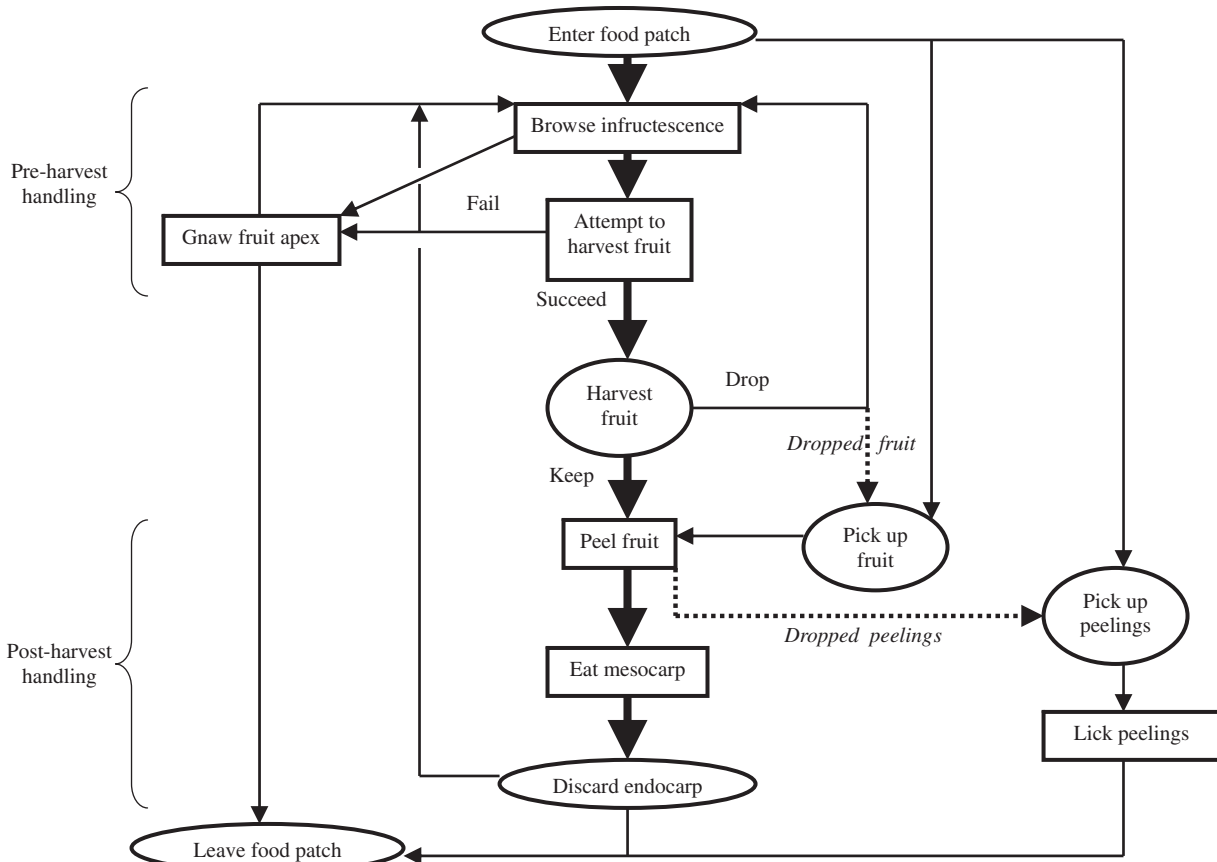 Enter food patch
Browse infructescence
Pre-harvest
handling
Fail
Attempt to
harvest fruit
Gnaw fruit apex
Succeed
Harvest
fruit
Drop
Dropped fruit
Keep
Peel fruit
Pick up
fruit
Pick up
peelings
Dropped peelings
Post-harvest
handling
Eat mesocarp
Lick peelings
Discard endocarp
Leave food patch